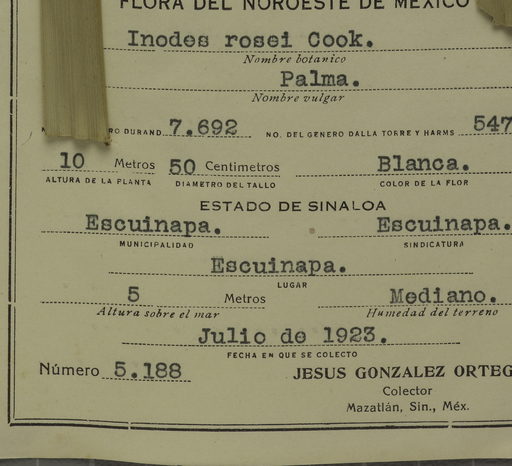 FLORA DEL NOROESTE DE MEXICO
Inodes rosei Cook.
Nombre botanico
Palma.
Nombre vulgar
RO DURAND 7.692 NO. DEL GENERO DALLA TORRE Y HARMS 547
10 Metros 50 Centimetros Blanca.
ALTURA DE LA PLANTA DIAMETRO DEL TALLO COLOR DE LA FLOR
ESTADO DE SINALOA
Escuinapa. Escuinapa.
MUNICIPALIDAD SINDICATURA
Escuinapa.
LUGAR
5 Metros Mediano.
Altura sobre el mar Humedad del terreno
Julio de 1923.
FECHA EN QUE SE COLECTO
Número 5.188 JESUS GONZALEZ ORTEG
Colector
Mazatlán, Sin., Méx.